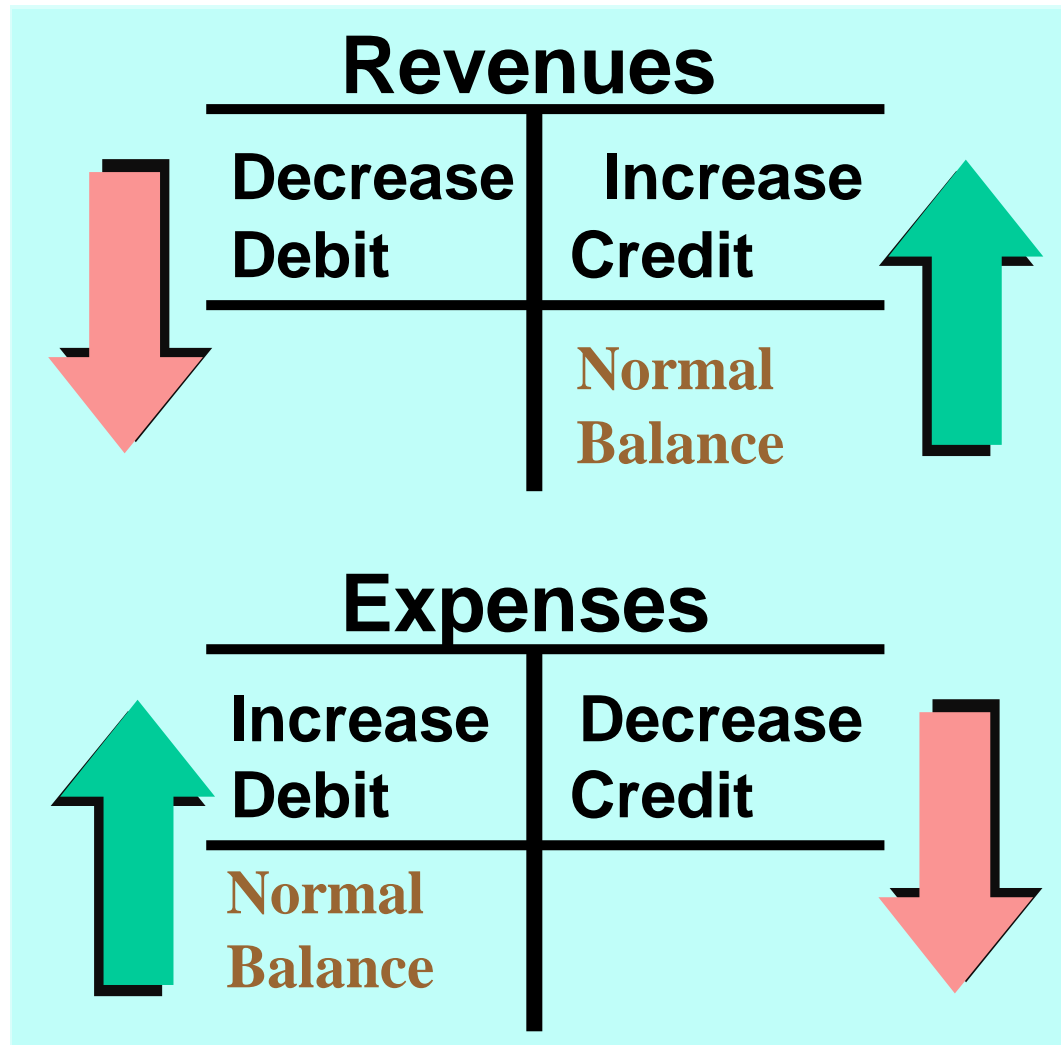 Revenues
Decrease Increase
Debit Credit
Normal
Balance
Expenses
Increase Decrease
Debit Credit
Normal
Balance